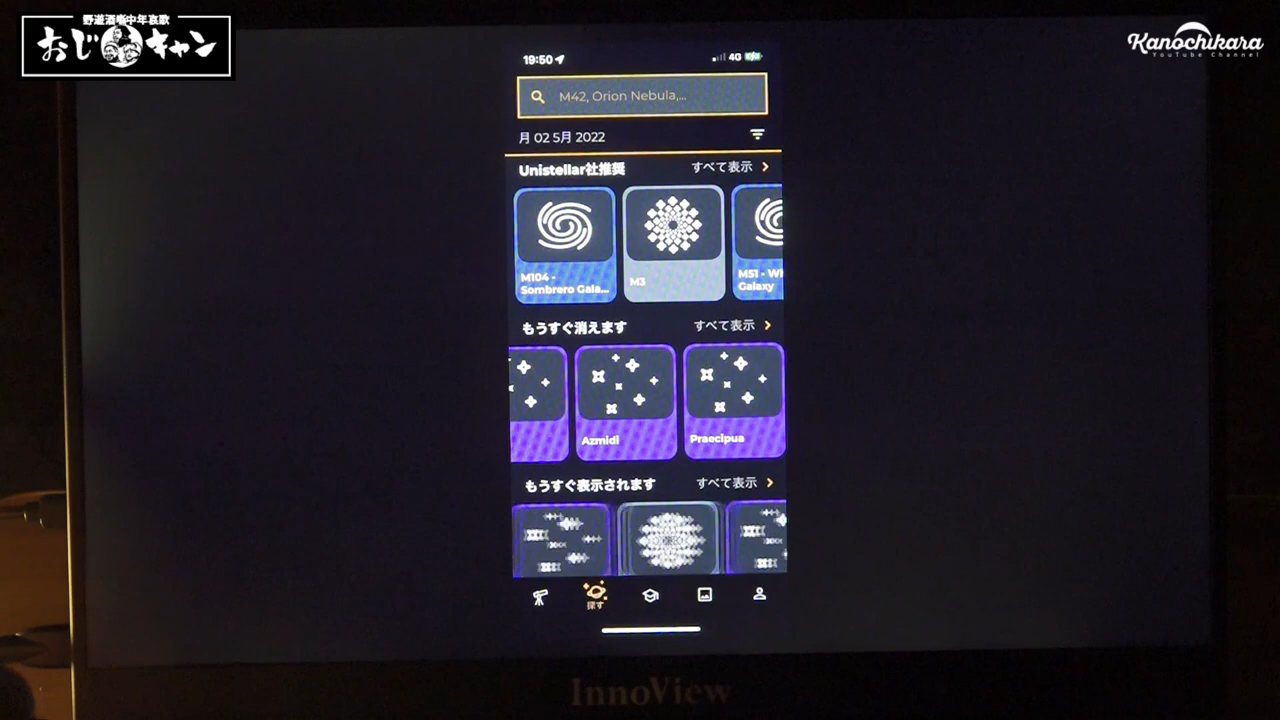 野遊酒噺中年哀歌
おじキャン
Kanochikara
YouTube Channel
19:50
4G
M42, Orion Nebula,...
月 02 5月 2022
Unistellar社推奨
すべて表示
M104 -
Sombrero Gala...
M3
M51 - Wh
Galaxy
もうすぐ消えます
すべて表示
Azmidi
Praecipua
もうすぐ表示されます
すべて表示
探す
InnoView